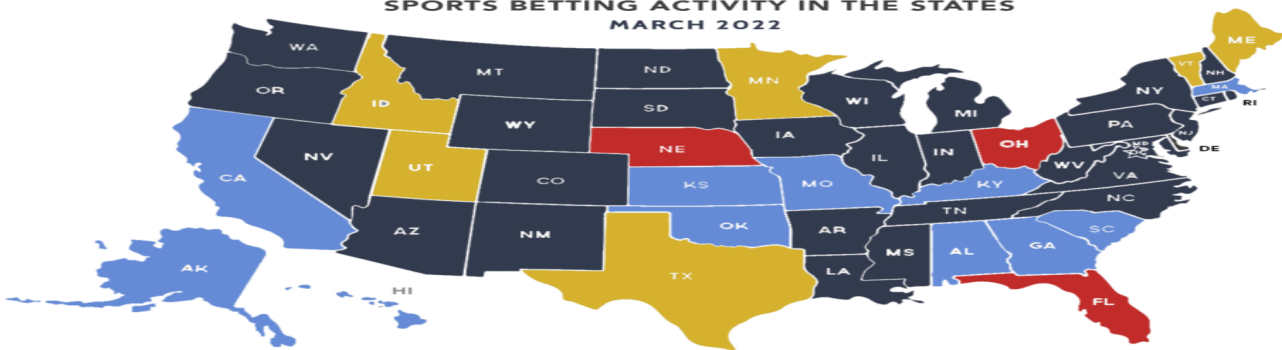 SPORTS BETTING ACTIVITY IN THE STATES
MARCH 2022
WA
MT
ND
MN
ME
VT
NH
OR
ID
SD
WI
MI
NY
MA
CT
RI
WY
NE
IA
PA
NJ
NV
UT
CO
IL
IN
OH
MD
DE
DC
CA
KS
MO
KY
WV
VA
AZ
NM
OK
AR
TN
NC
SC
AK
HI
TX
LA
MS
AL
GA
FL